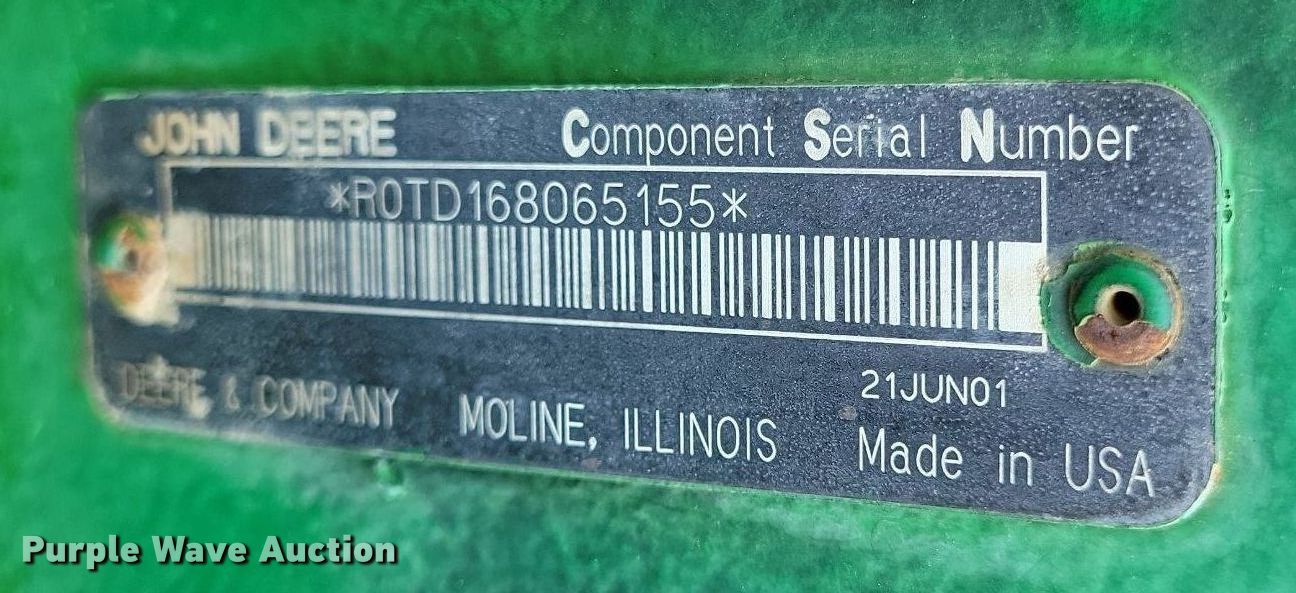 JOHN DEERE Component Serial Number
*R0TD168065155*
21JUN01
DEERE & COMPANY MOLINE, ILLINOIS Made in USA
Purple Wave Auction